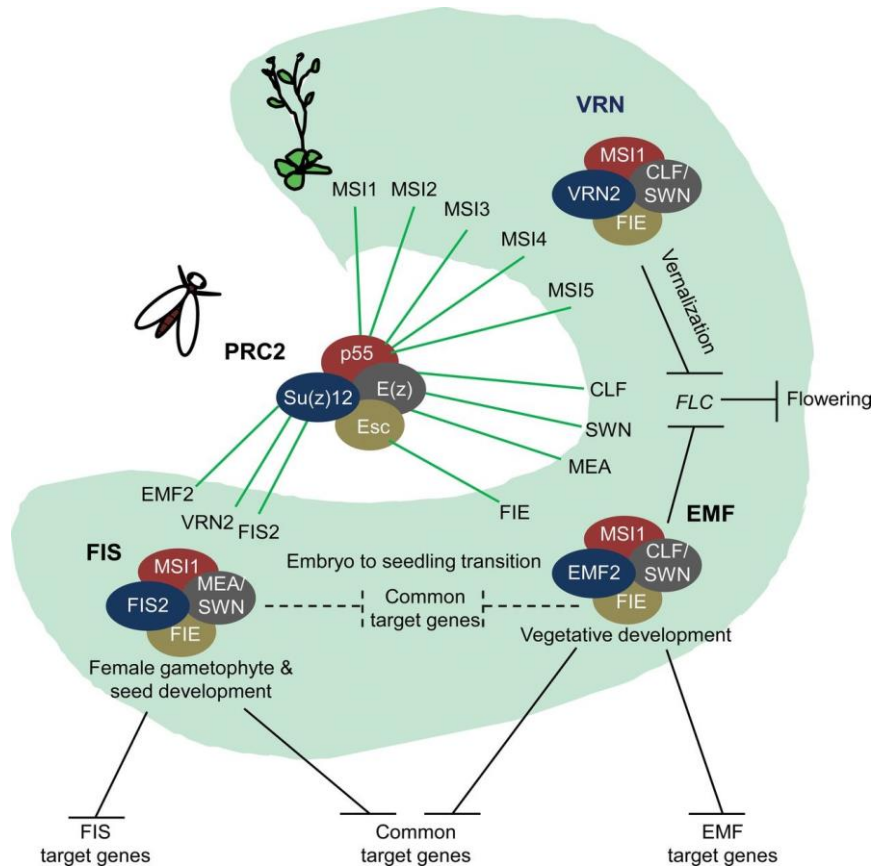 VRN
MSI1
CLF/
SWN
VRN2
FIE
MSI1
MSI2
MSI3
MSI4
MSI5
Vernalization
PRC2
p55
E(z)
Su(z)12
Esc
CLF
SWN
MEA
FIE
FLC
Flowering
EMF2
VRN2
FIS2
FIS
MSI1
MEA/
SWN
FIS2
FIE
Female gametophyte &
seed development
Embryo to seedling transition
Common
target genes
EMF
MSI1
CLF/
SWN
EMF2
FIE
Vegetative development
FIS
target genes
Common
target genes
EMF
target genes